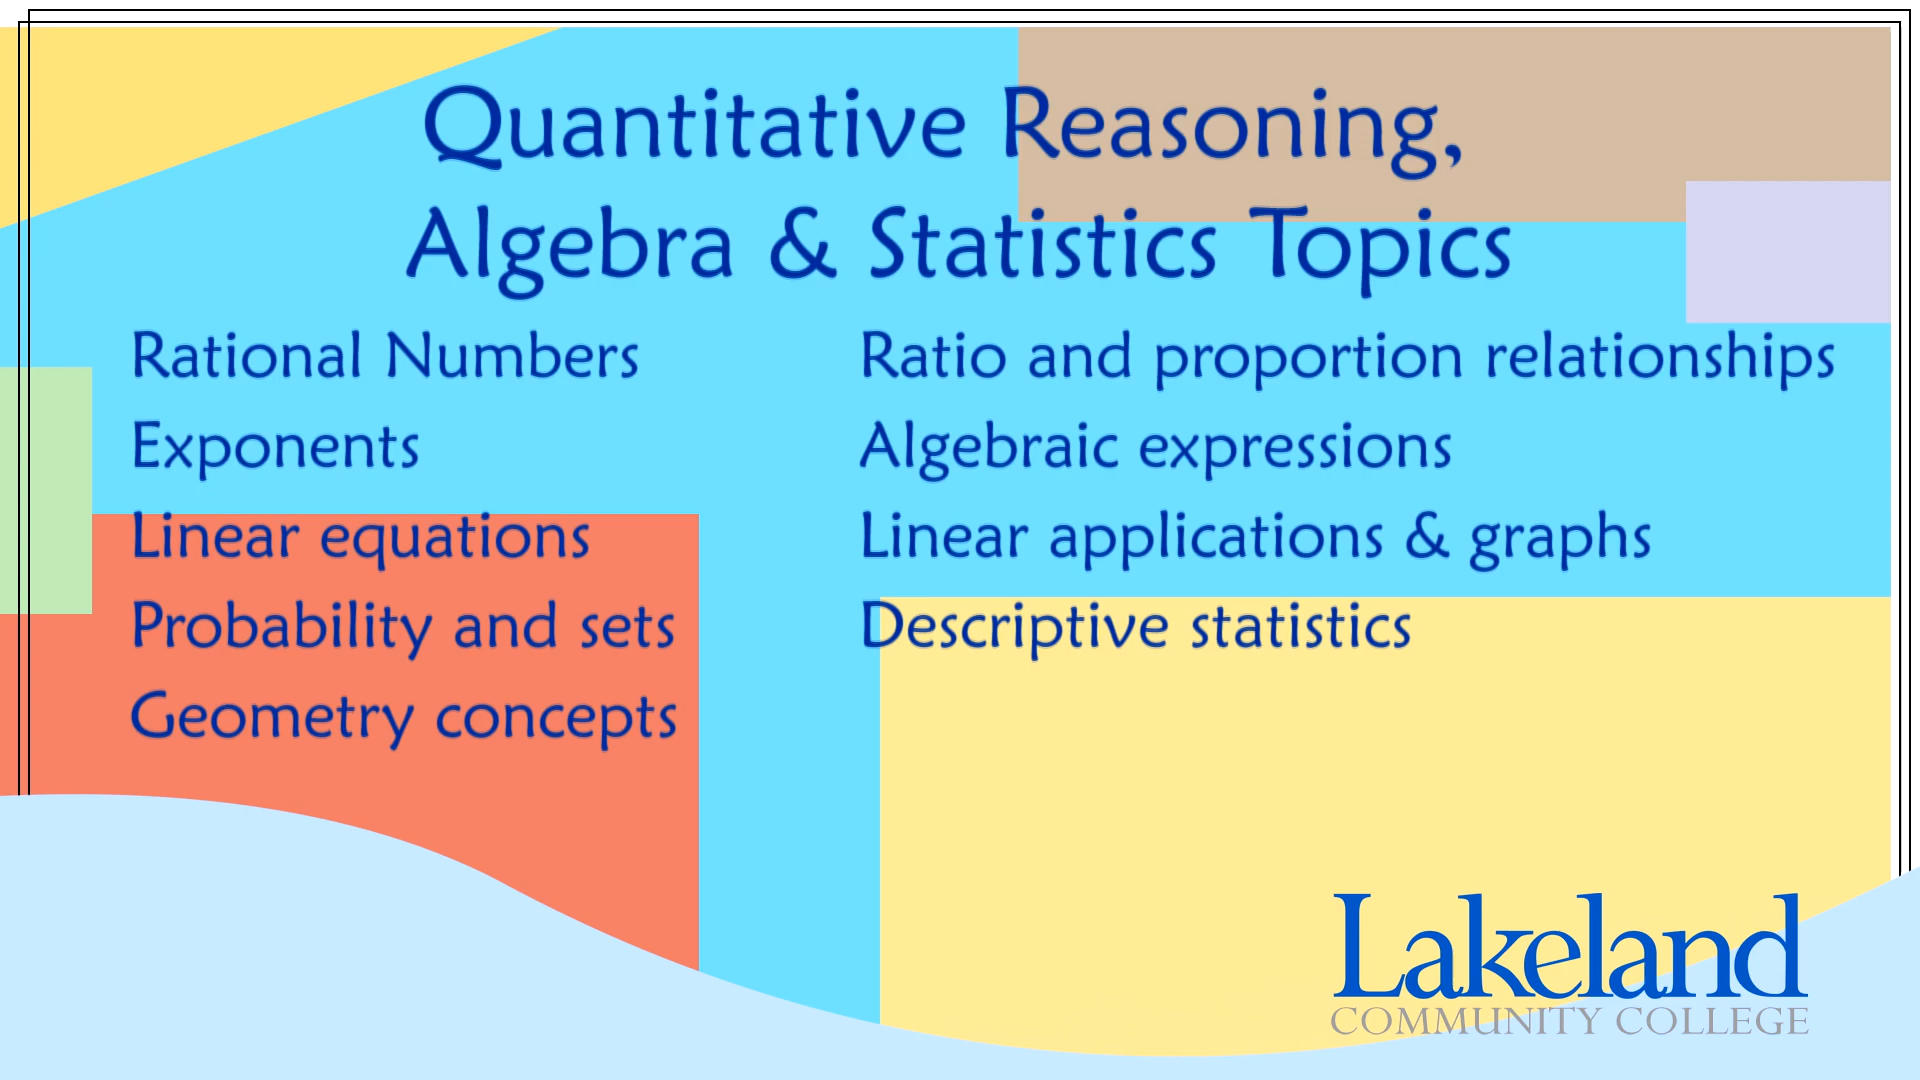 Quantitative Reasoning,
Algebra & Statistics Topics
Rational Numbers
Exponents
Linear equations
Probability and sets
Geometry concepts
Ratio and proportion relationships
Algebraic expressions
Linear applications & graphs
Descriptive statistics
Lakeland
COMMUNITY COLLEGE